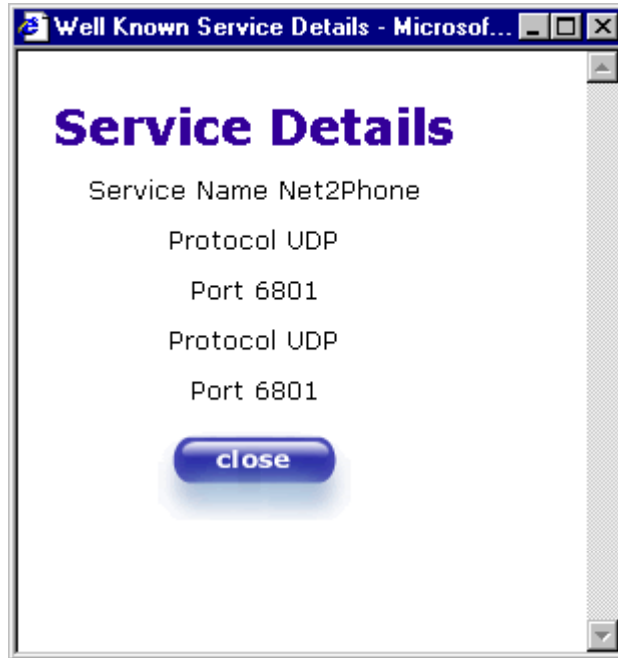 Well Known Service Details - Microsof...
Service Details
Service Name Net2Phone
Protocol UDP
Port 6801
Protocol UDP
Port 6801
close